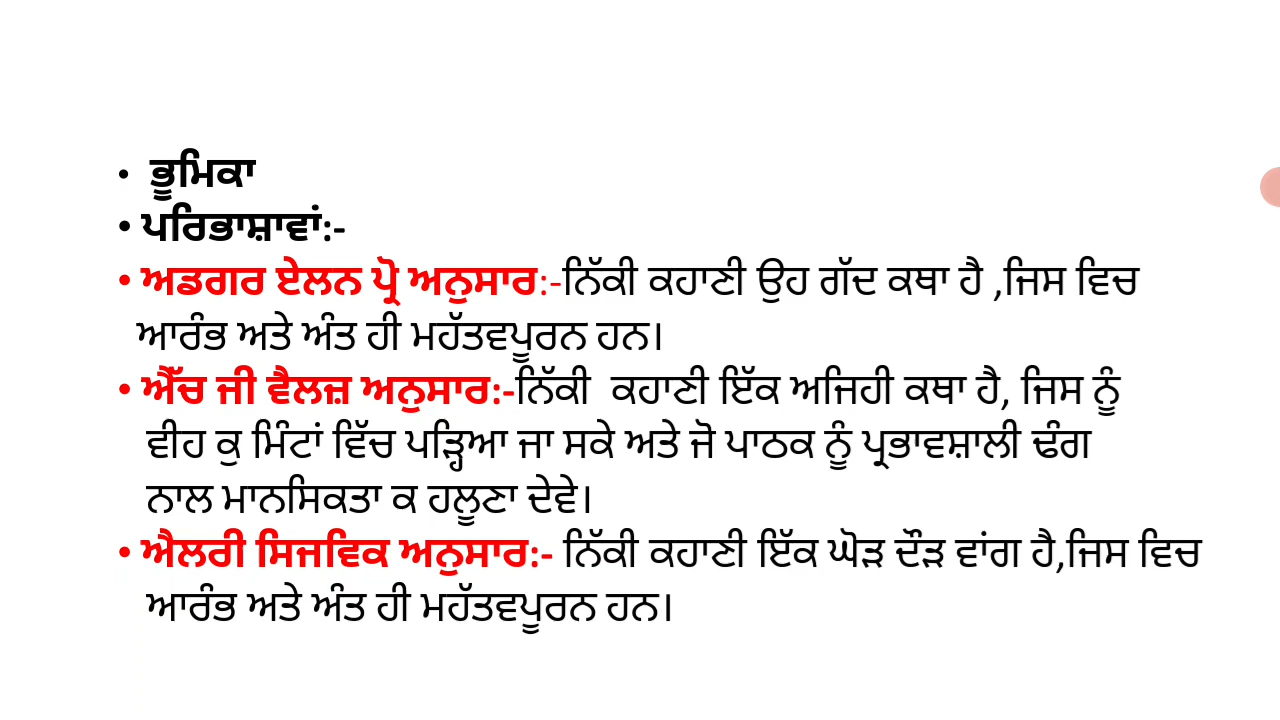 • ਭੂਮਿਕਾ
• ਪਰਿਭਾਸ਼ਾਵਾਂ:-
• ਅਡਗਰ ਏਲਨ ਪ੍ਰੋ ਅਨੁਸਾਰ:-ਨਿੱਕੀ ਕਹਾਣੀ ਉਹ ਗੱਦ ਕਥਾ ਹੈ ,ਜਿਸ ਵਿਚ
ਆਰੰਭ ਅਤੇ ਅੰਤ ਹੀ ਮਹੱਤਵਪੂਰਨ ਹਨ।
• ਐੱਚ ਜੀ ਵੈਲਜ਼ ਅਨੁਸਾਰ:-ਨਿੱਕੀ ਕਹਾਣੀ ਇੱਕ ਅਜਿਹੀ ਕਥਾ ਹੈ, ਜਿਸ ਨੂੰ
ਵੀਹ ਕੁ ਮਿੰਟਾਂ ਵਿੱਚ ਪੜ੍ਹਿਆ ਜਾ ਸਕੇ ਅਤੇ ਜੋ ਪਾਠਕ ਨੂੰ ਪ੍ਰਭਾਵਸ਼ਾਲੀ ਢੰਗ
ਨਾਲ ਮਾਨਸਿਕਤਾ ਕ ਹਲੂਣਾ ਦੇਵੇ।
• ਐਲਰੀ ਸਿਜਵਿਕ ਅਨੁਸਾਰ:- ਨਿੱਕੀ ਕਹਾਣੀ ਇੱਕ ਘੋੜ ਦੌੜ ਵਾਂਗ ਹੈ,ਜਿਸ ਵਿਚ
ਆਰੰਭ ਅਤੇ ਅੰਤ ਹੀ ਮਹੱਤਵਪੂਰਨ ਹਨ।